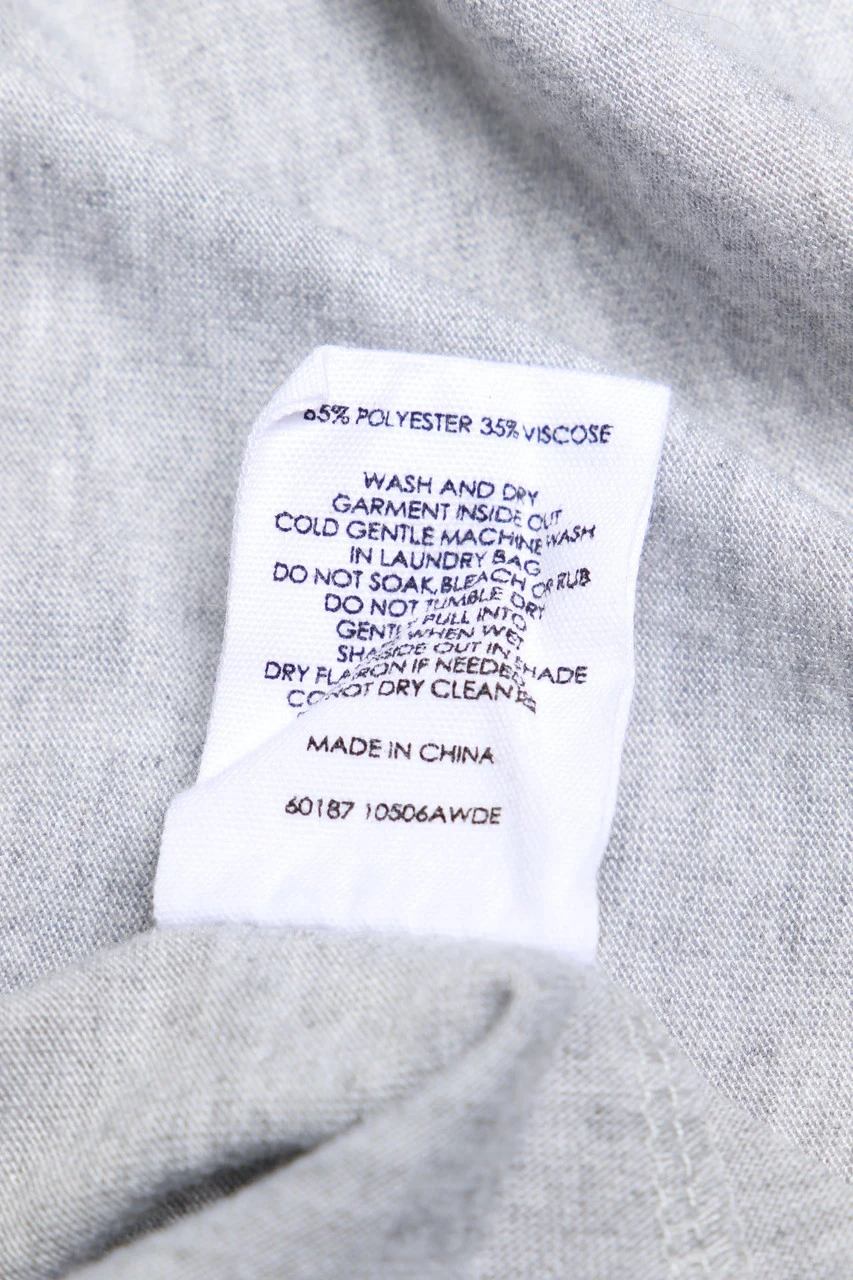 65% POLYESTER 35% VISCOSE
WASH AND DRY
GARMENT INSIDE OUT
COLD GENTLE MACHINE WASH
IN LAUNDRY BAG
DO NOT SOAK, BLEACH OR RUB
DO NOT TUMBLE DRY
PULL INTO
WHEN WET
OUT IN SHADE
DRY IF NEEDED
DRY CLEAN
MADE IN CHINA
60187 10506AWDE